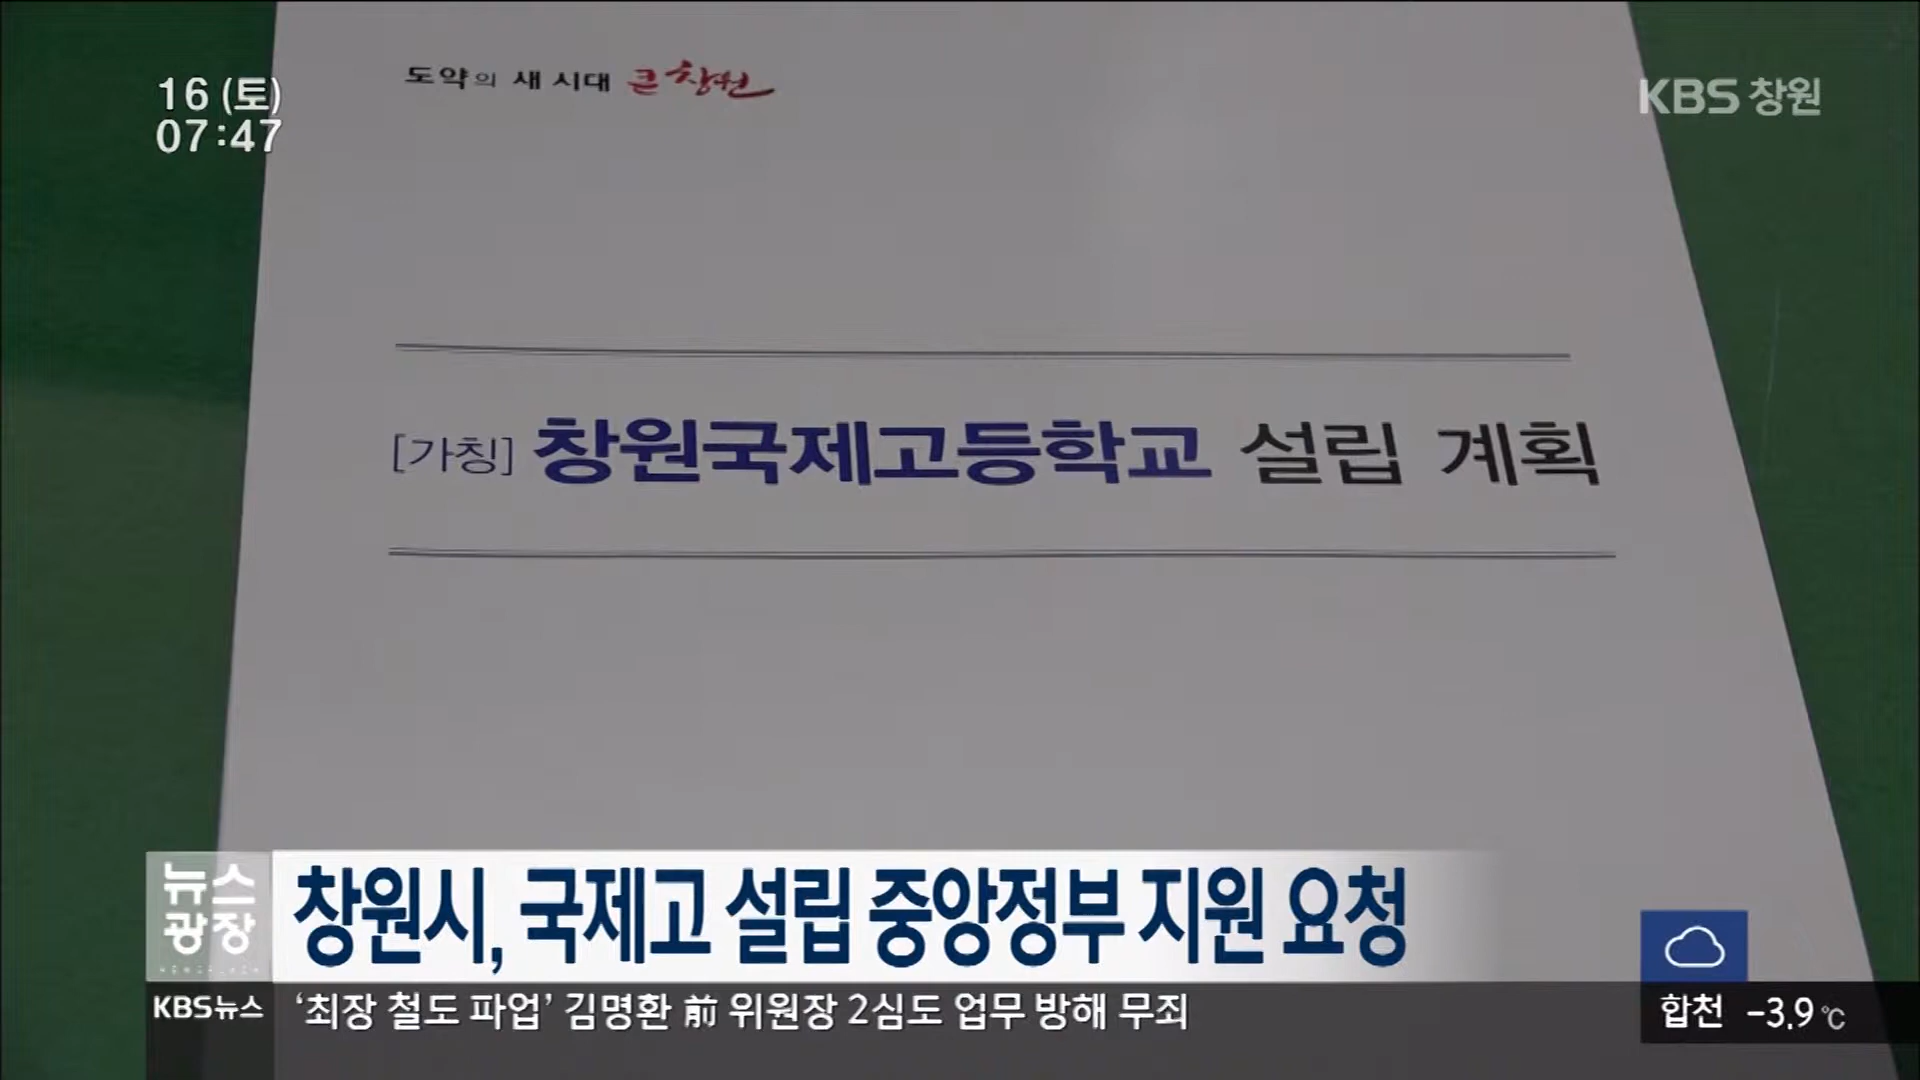 16 (토)
07:47
도약의 새 시대 큰 창원
KBS 창원
[가칭] 창원국제고등학교 설립 계획
뉴스
광장
창원시, 국제고 설립 중앙정부 지원 요청
KBS뉴스 ‘최장 철도 파업’ 김명환 前 위원장 2심도 업무 방해 무죄
합천 -3.9℃